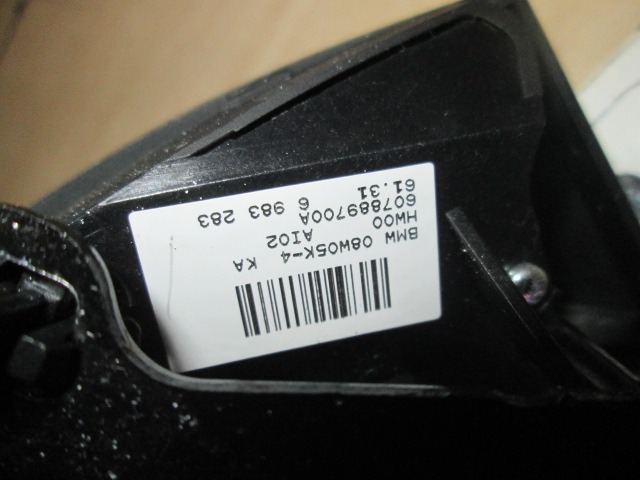 BMW 08W05K-4 KA
HW00 AI02
607889700A
61.31 6 983 283